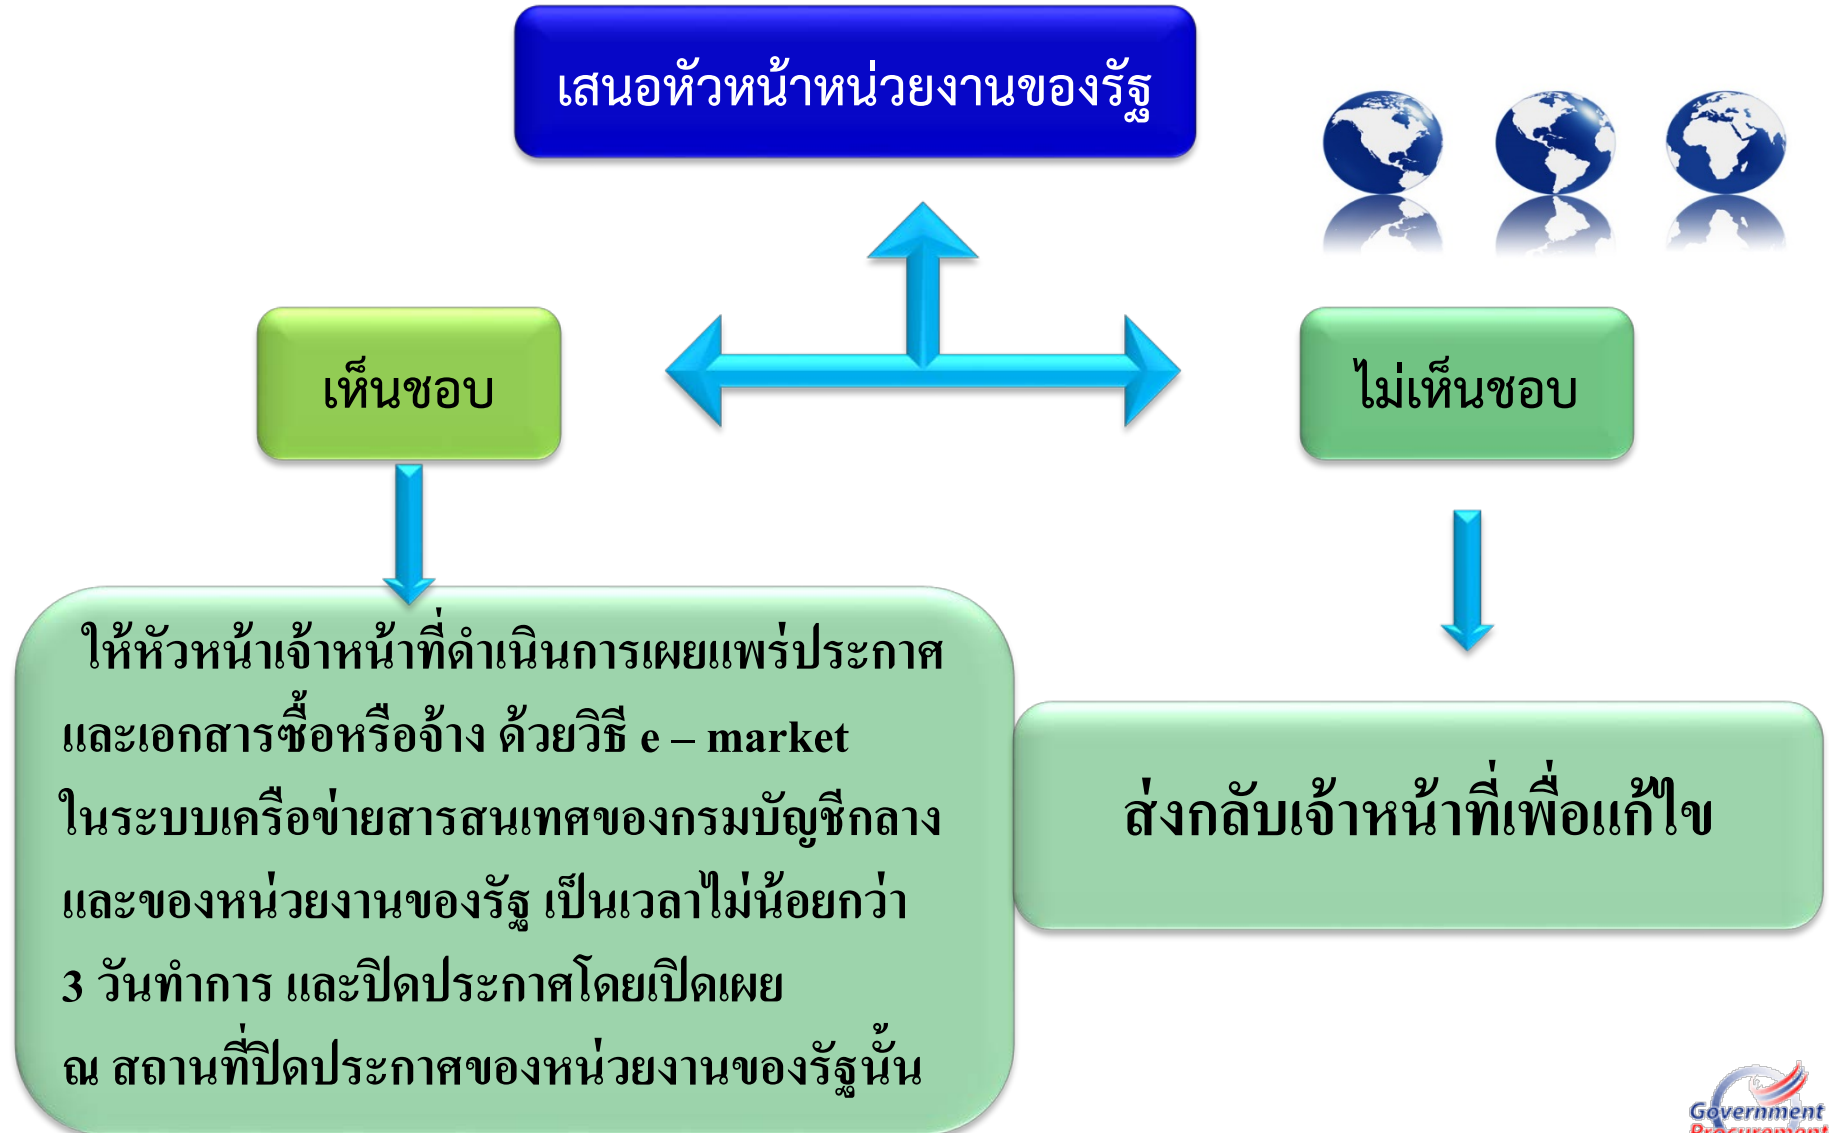 เสนอหัวหน้าหน่วยงานของรัฐ
เห็นชอบ
ไม่เห็นชอบ
ให้หัวหน้าเจ้าหน้าที่ดำเนินการเผยแพร่ประกาศ
และเอกสารซื้อหรือจ้าง ด้วยวิธี e – market
ในระบบเครือข่ายสารสนเทศของกรมบัญชีกลาง
และของหน่วยงานของรัฐ เป็นเวลาไม่น้อยกว่า
3 วันทำการ และปิดประกาศโดยเปิดเผย
ณ สถานที่ปิดประกาศของหน่วยงานของรัฐนั้น
ส่งกลับเจ้าหน้าที่เพื่อแก้ไข
Government
Procurement